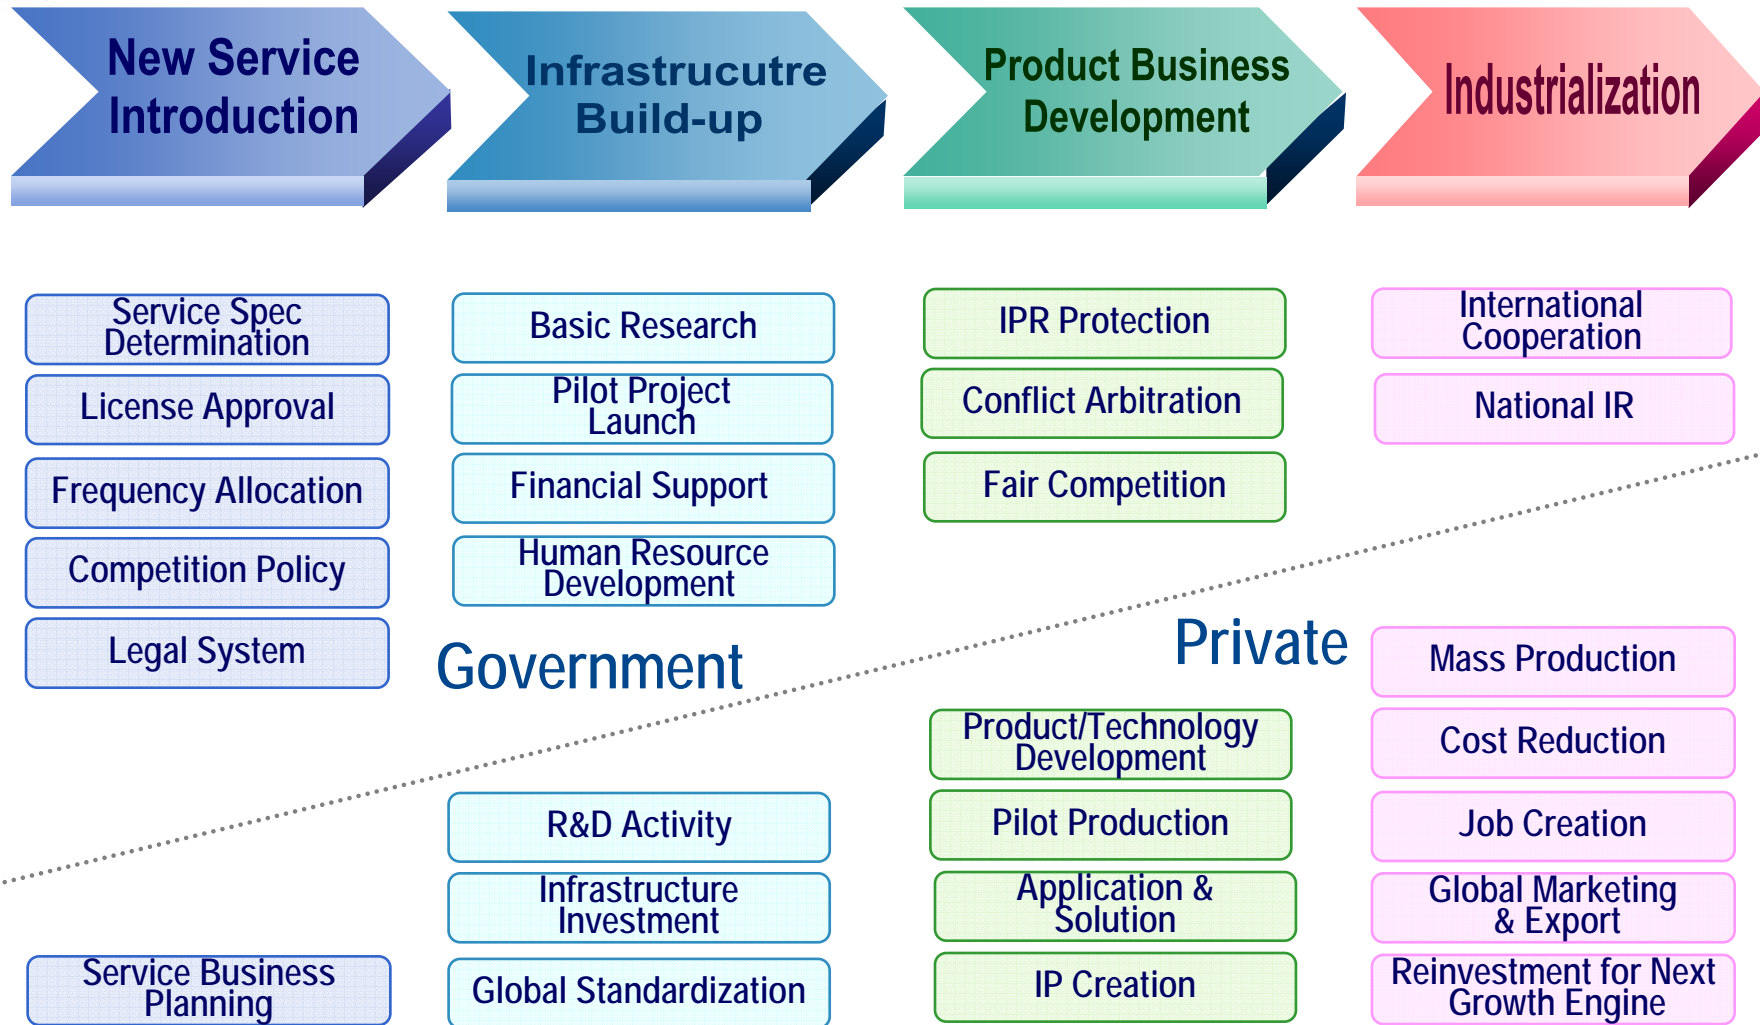 New Service
Introduction
Infrastrucutre
Build-up
Product Business
Development
Industrialization
Service Spec
Determination
License Approval
Frequency Allocation
Competition Policy
Legal System
Basic Research
Pilot Project
Launch
Financial Support
Human Resource
Development
IPR Protection
Conflict Arbitration
Fair Competition
International
Cooperation
National IR
Government
Private
Service Business
Planning
R&D Activity
Infrastructure
Investment
Global Standardization
Product/Technology
Development
Pilot Production
Application &
Solution
IP Creation
Mass Production
Cost Reduction
Job Creation
Global Marketing
& Export
Reinvestment for Next
Growth Engine